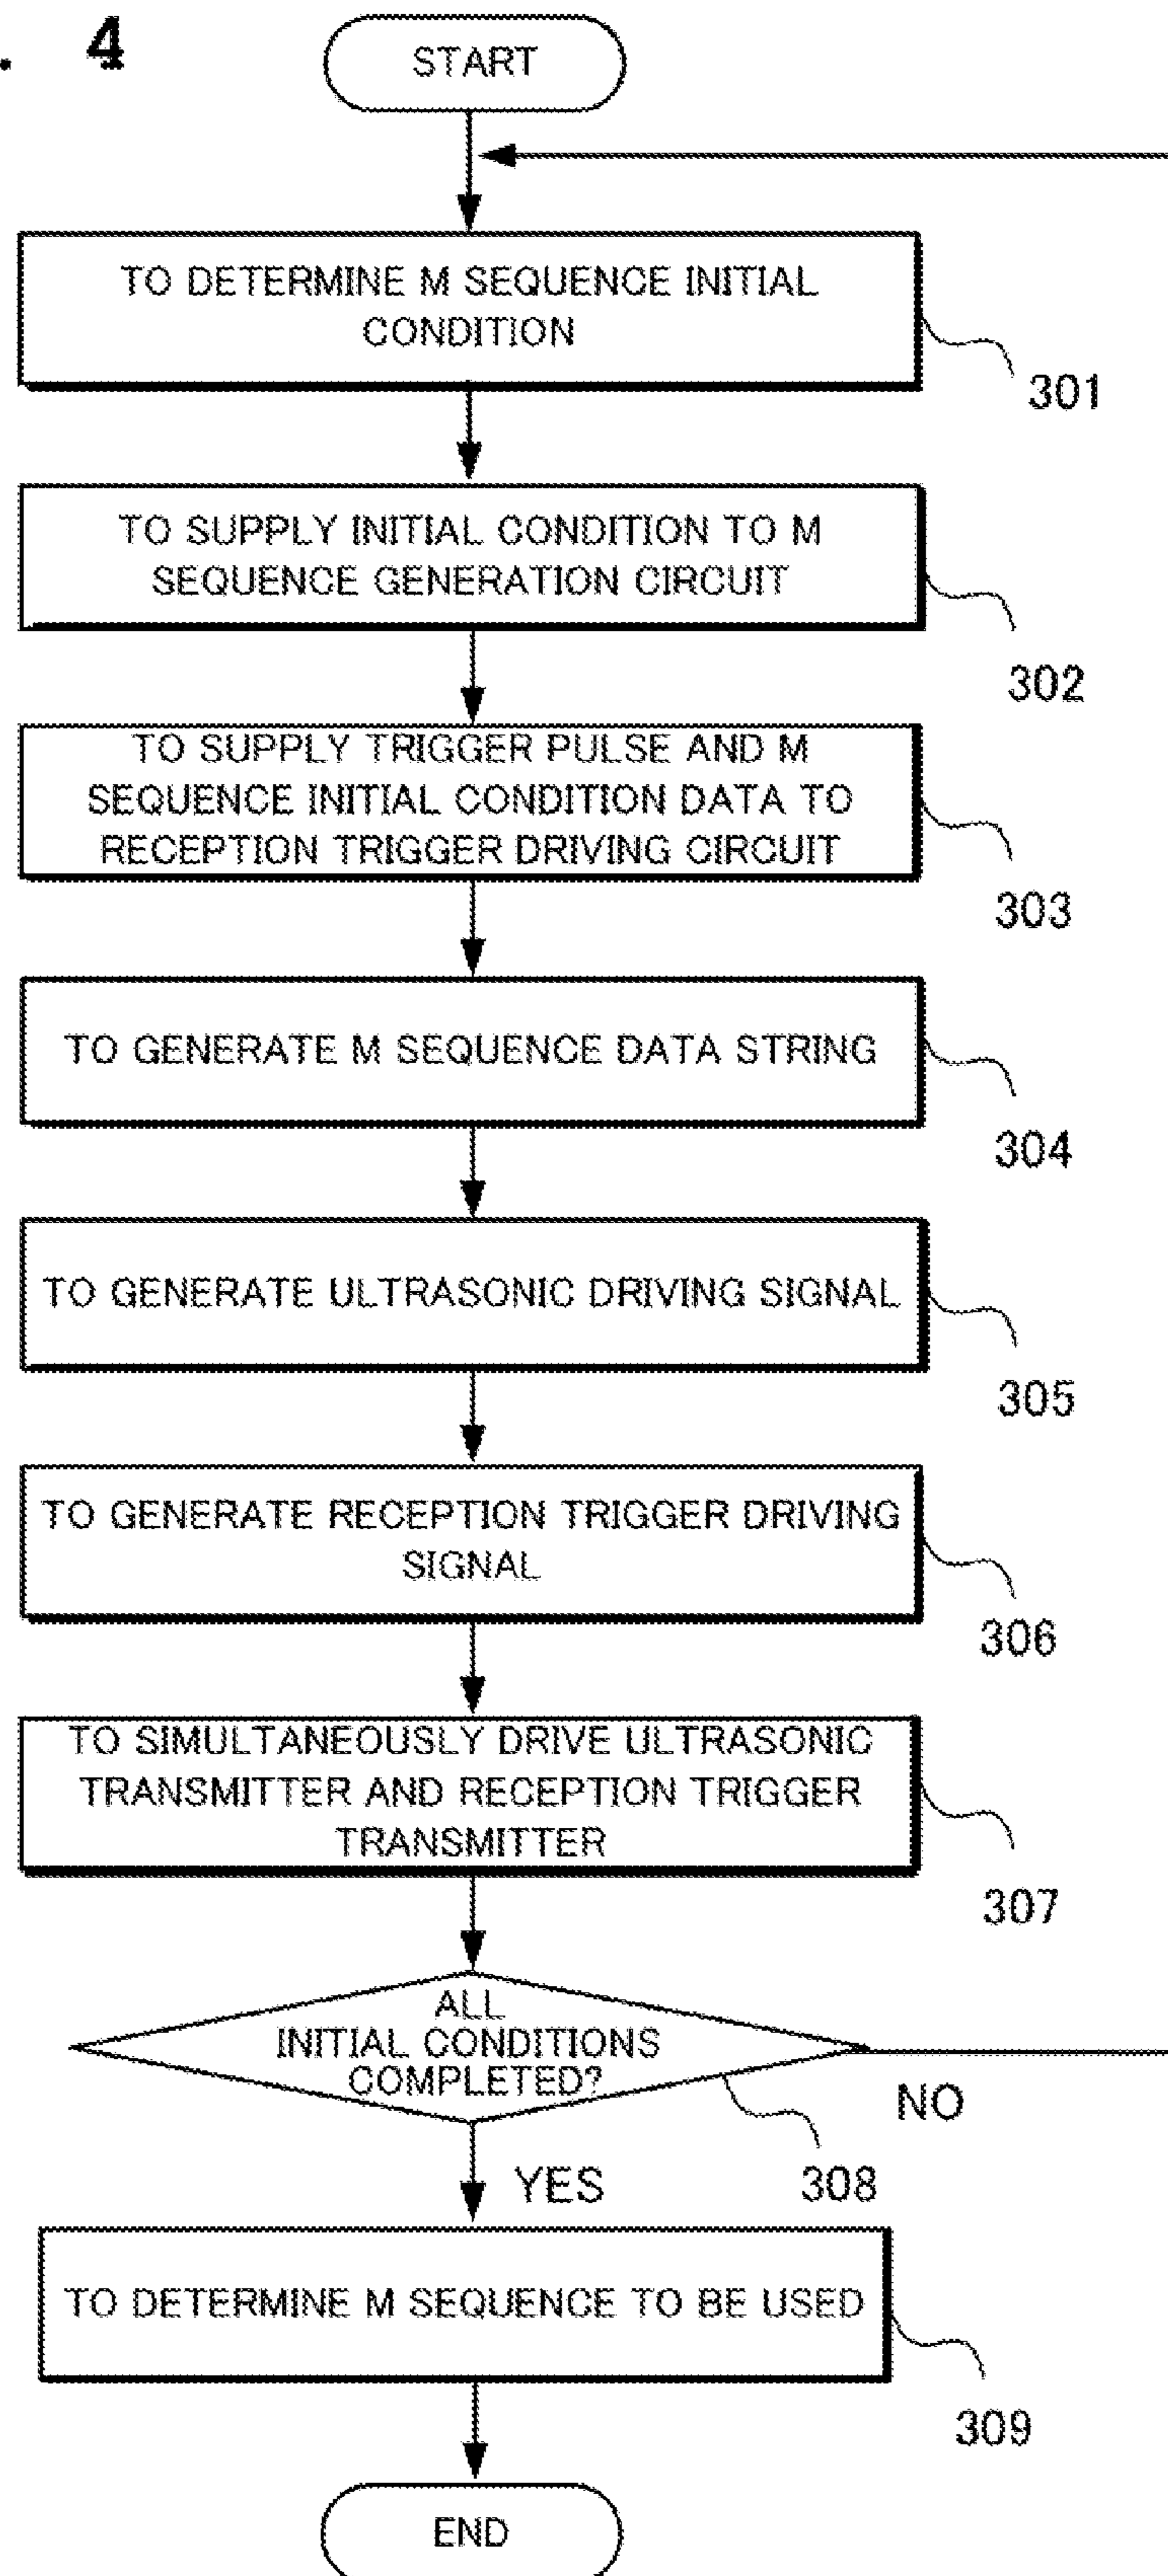 . 4
START
TO DETERMINE M SEQUENCE INITIAL
CONDITION
301
TO SUPPLY INITIAL CONDITION TO M
SEQUENCE GENERATION CIRCUIT
302
TO SUPPLY TRIGGER PULSE AND M
SEQUENCE INITIAL CONDITION DATA TO
RECEPTION TRIGGER DRIVING CIRCUIT
303
TO GENERATE M SEQUENCE DATA STRING
304
TO GENERATE ULTRASONIC DRIVING SIGNAL
305
TO GENERATE RECEPTION TRIGGER DRIVING
SIGNAL
306
TO SIMULTANEOUSLY DRIVE ULTRASONIC
TRANSMITTER AND RECEPTION TRIGGER
TRANSMITTER
307
ALL
INITIAL CONDITIONS
COMPLETED?
NO
308
YES
TO DETERMINE M SEQUENCE TO BE USED
309
END